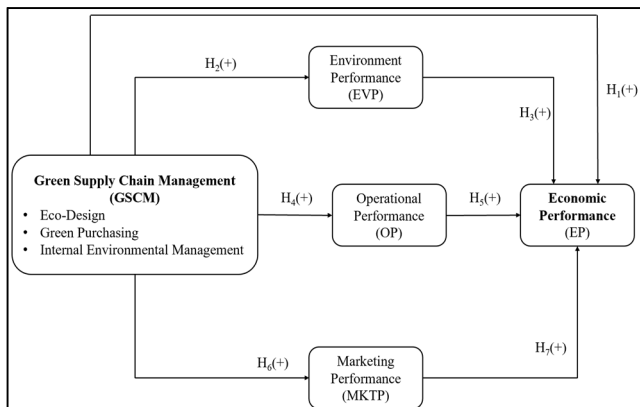 H₂(+)
Environment
Performance
(EVP)
H₁(+)
H₃(+)
Green Supply Chain Management
(GSCM)
• Eco-Design
• Green Purchasing
• Internal Environmental Management
H₄(+)
Operational
Performance
(OP)
H₅(+)
Economic
Performance
(EP)
H₆(+)
Marketing
Performance
(MKTP)
H₇(+)